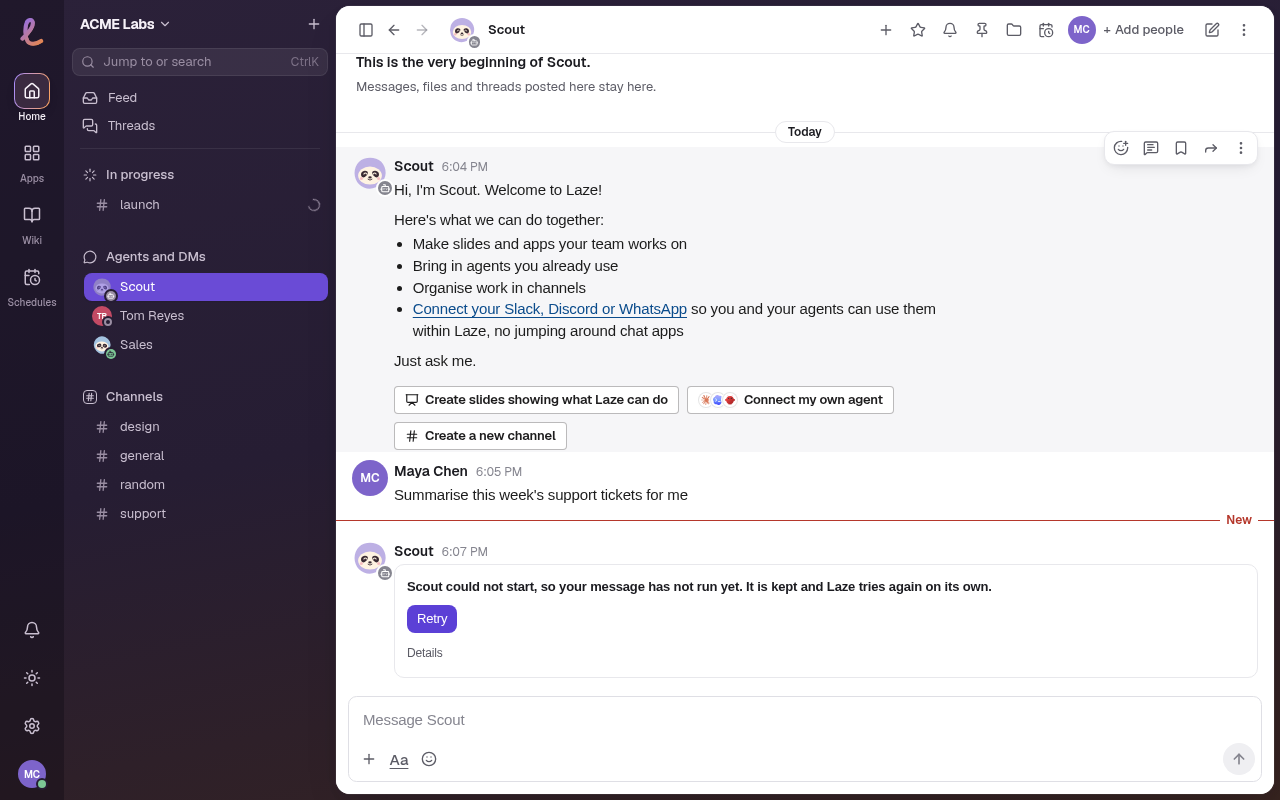 ACME Labs
Jump to or search CtrlK
Feed
Threads
In progress
launch
Agents and DMs
Scout
TR Tom Reyes
Sales
Channels
design
general
random
support
Home
Apps
Wiki
Schedules
MC
Scout
MC + Add people
This is the very beginning of Scout.
Messages, files and threads posted here stay here.
Today
Scout 6:04 PM
Hi, I'm Scout. Welcome to Laze!
Here's what we can do together:
• Make slides and apps your team works on
• Bring in agents you already use
• Organise work in channels
• Connect your Slack, Discord or WhatsApp so you and your agents can use them
within Laze, no jumping around chat apps
Just ask me.
Create slides showing what Laze can do
Connect my own agent
Create a new channel
MC Maya Chen 6:05 PM
Summarise this week's support tickets for me
New
Scout 6:07 PM
Scout could not start, so your message has not run yet. It is kept and Laze tries again on its own.
Retry
Details
Message Scout
Aa